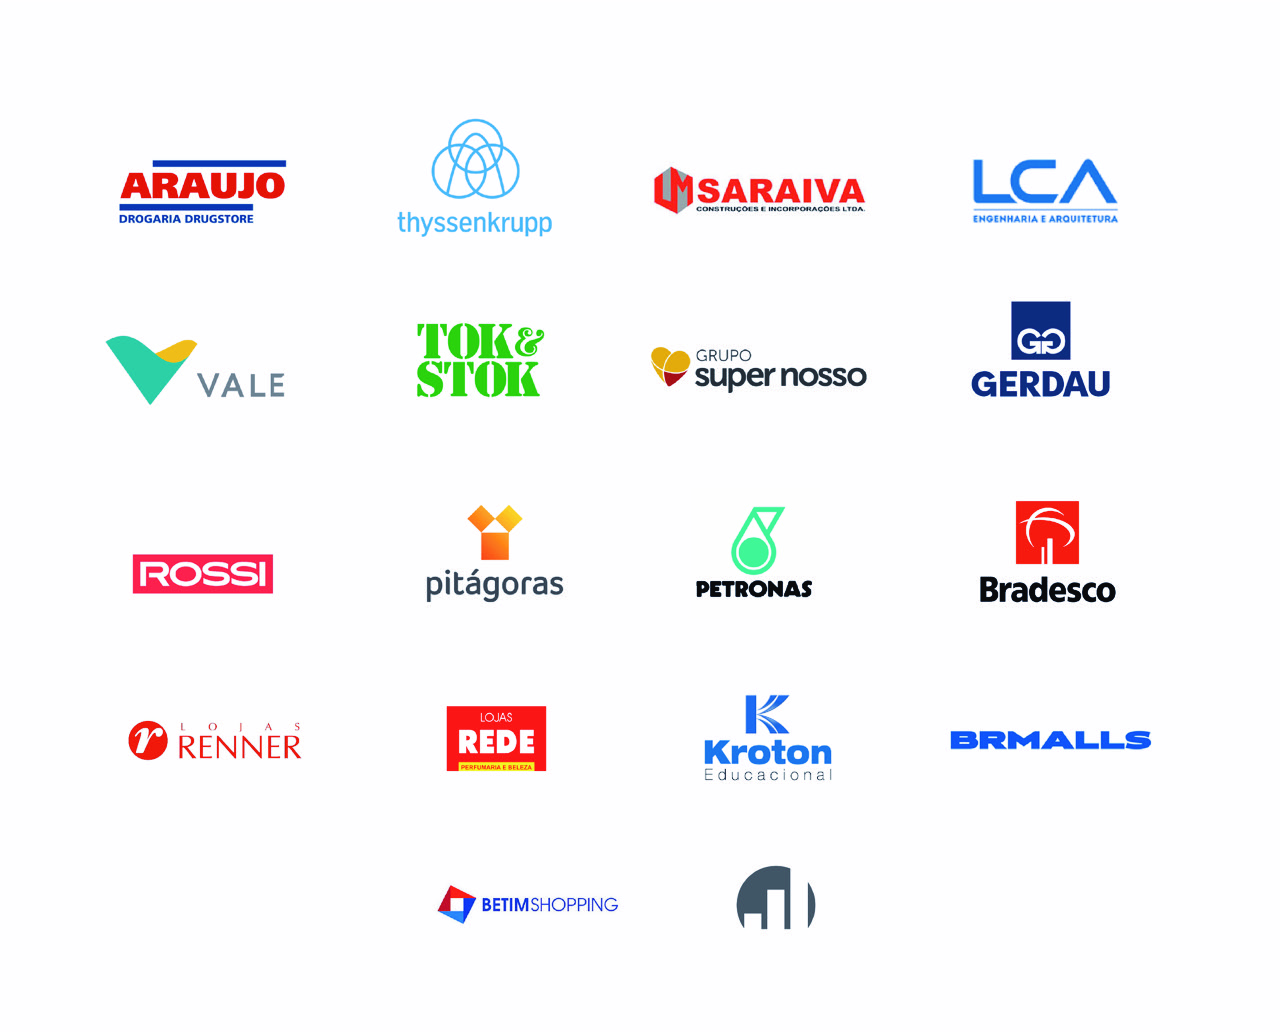 ARAUJO
DROGARIA DRUGSTORE
thyssenkrupp
SARAIVA
CONSTRUÇÕES E INCORPORAÇÕES LTDA.
LCA
ENGENHARIA E ARQUITETURA
VALE
TOK&
STOK
GRUPO
super nosso
GG
GERDAU
ROSSI
pitágoras
PETRONAS
Bradesco
r
LOJAS
RENNER
LOJAS
REDE
PERFUMARIA E BELEZA
K
Kroton
Educacional
BRMALLS
BETIMSHOPPING